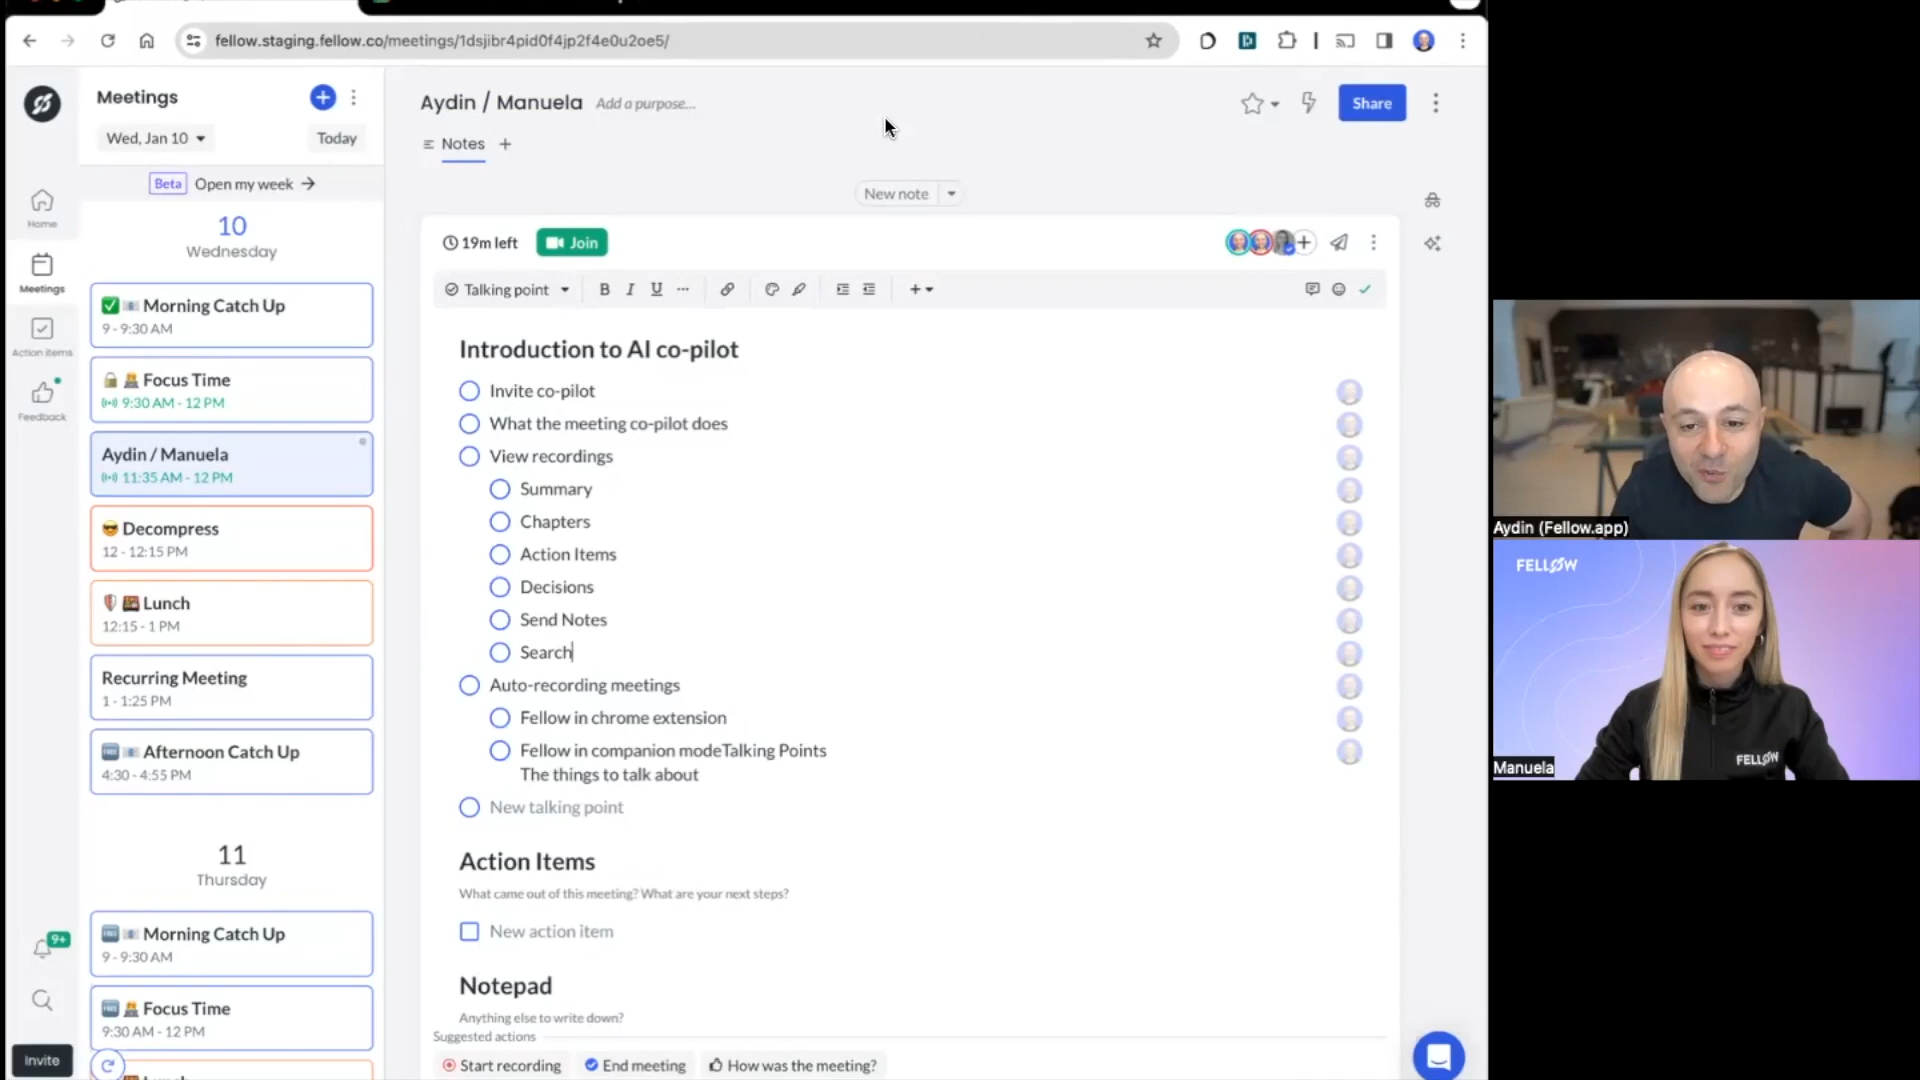 fellow.staging.fellow.co/meetings/1dsjibr4pid0f4jp2f4e0u2oe5/
Meetings
Wed, Jan 10
Today
Beta Open my week →
10
Wednesday
Morning Catch Up
9 - 9:30 AM
Focus Time
9:30 AM - 12 PM
Aydin / Manuela
11:35 AM - 12 PM
Decompress
12 - 12:15 PM
Lunch
12:15 - 1 PM
Recurring Meeting
1 - 1:25 PM
Afternoon Catch Up
4:30 - 4:55 PM
11
Thursday
Morning Catch Up
9 - 9:30 AM
Focus Time
9:30 AM - 12 PM
Home
Meetings
Action Items
Feedback
9+
Invite
Aydin / Manuela Add a purpose...
Share
Notes +
New note
19m left
Join
Talking point
B I U
Introduction to AI co-pilot
Invite co-pilot
What the meeting co-pilot does
View recordings
Summary
Chapters
Action Items
Decisions
Send Notes
Search
Auto-recording meetings
Fellow in chrome extension
Fellow in companion modeTalking Points
The things to talk about
New talking point
Action Items
What came out of this meeting? What are your next steps?
New action item
Notepad
Anything else to write down?
Suggested actions
Start recording
End meeting
How was the meeting?
Aydin (Fellow.app)
FELLOW
FELLOW
Manuela